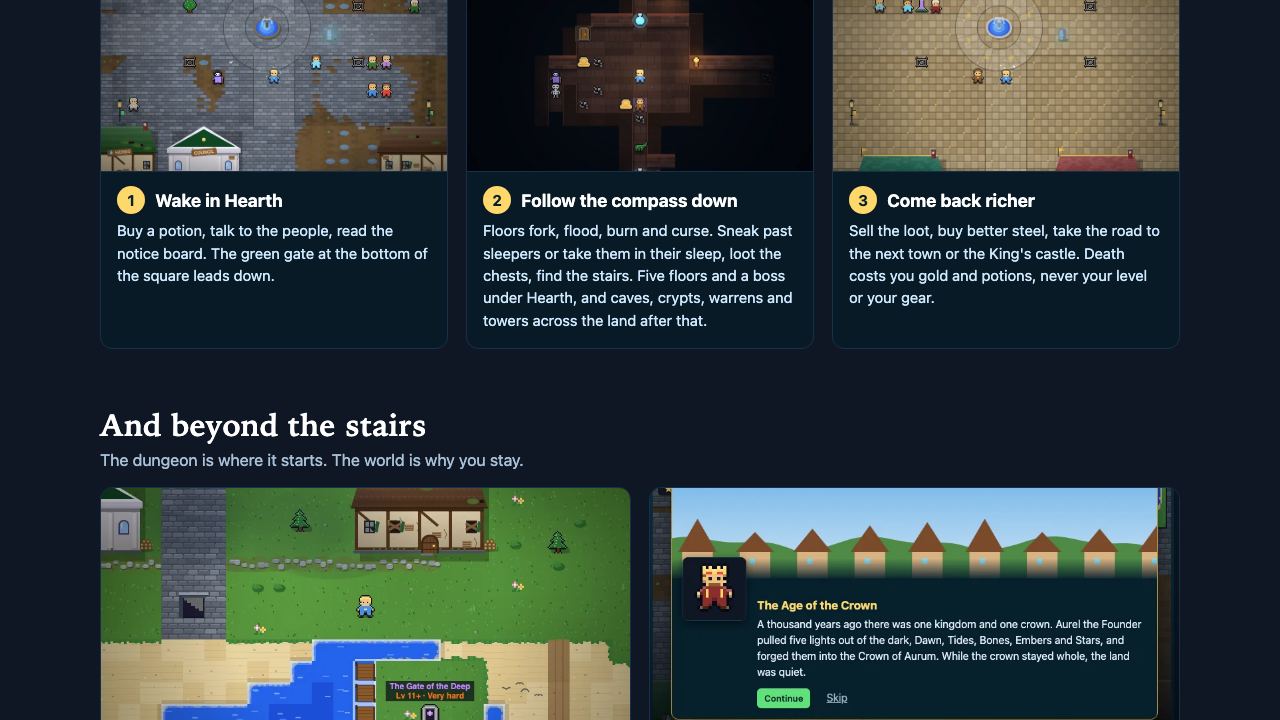 COUNCIL
1 Wake in Hearth
Buy a potion, talk to the people, read the
notice board. The green gate at the bottom of
the square leads down.
2 Follow the compass down
Floors fork, flood, burn and curse. Sneak past
sleepers or take them in their sleep, loot the
chests, find the stairs. Five floors and a boss
under Hearth, and caves, crypts, warrens and
towers across the land after that.
3 Come back richer
Sell the loot, buy better steel, take the road to
the next town or the King's castle. Death
costs you gold and potions, never your level
or your gear.
And beyond the stairs
The dungeon is where it starts. The world is why you stay.
The Gate of the Deep
Lv 11+ · Very hard
The Age of the Crown
A thousand years ago there was one kingdom and one crown. Aurel the Founder
pulled five lights out of the dark, Dawn, Tides, Bones, Embers and Stars, and
forged them into the Crown of Aurum. While the crown stayed whole, the land
was quiet.
Continue Skip